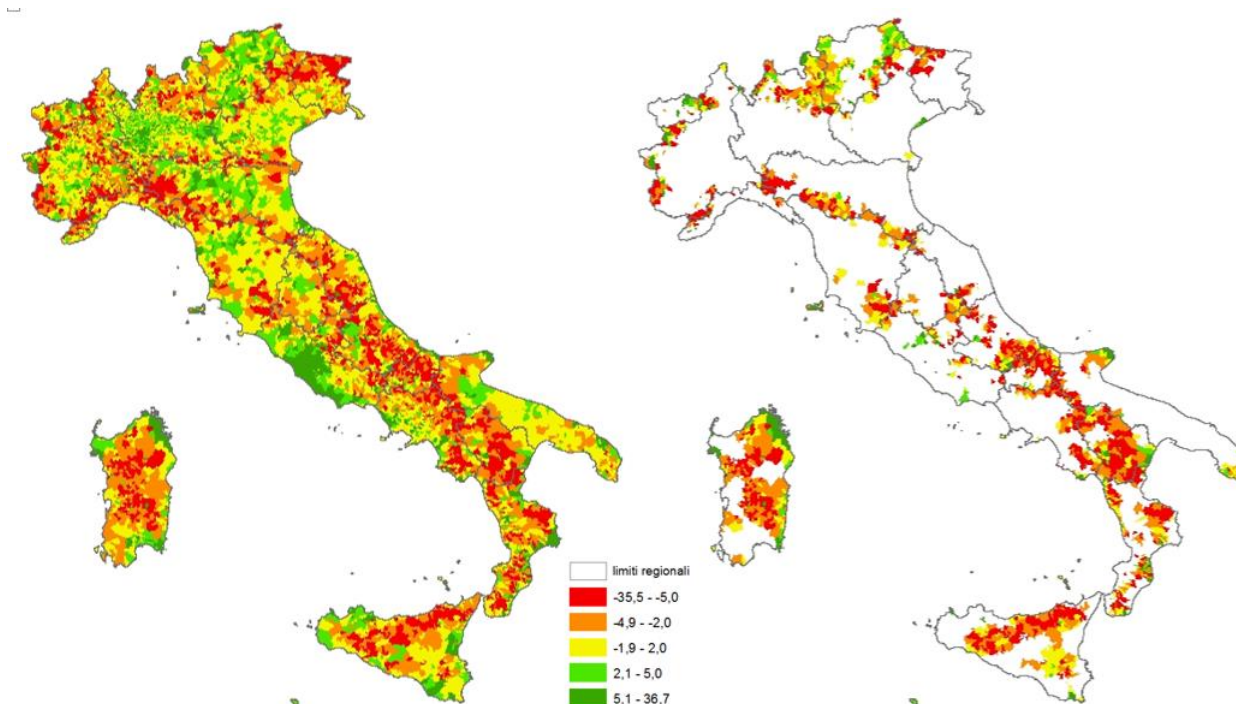 limiti regionali
-35,5 - -5,0
-4,9 - -2,0
-1,9 - 2,0
2,1 - 5,0
5,1 - 36,7